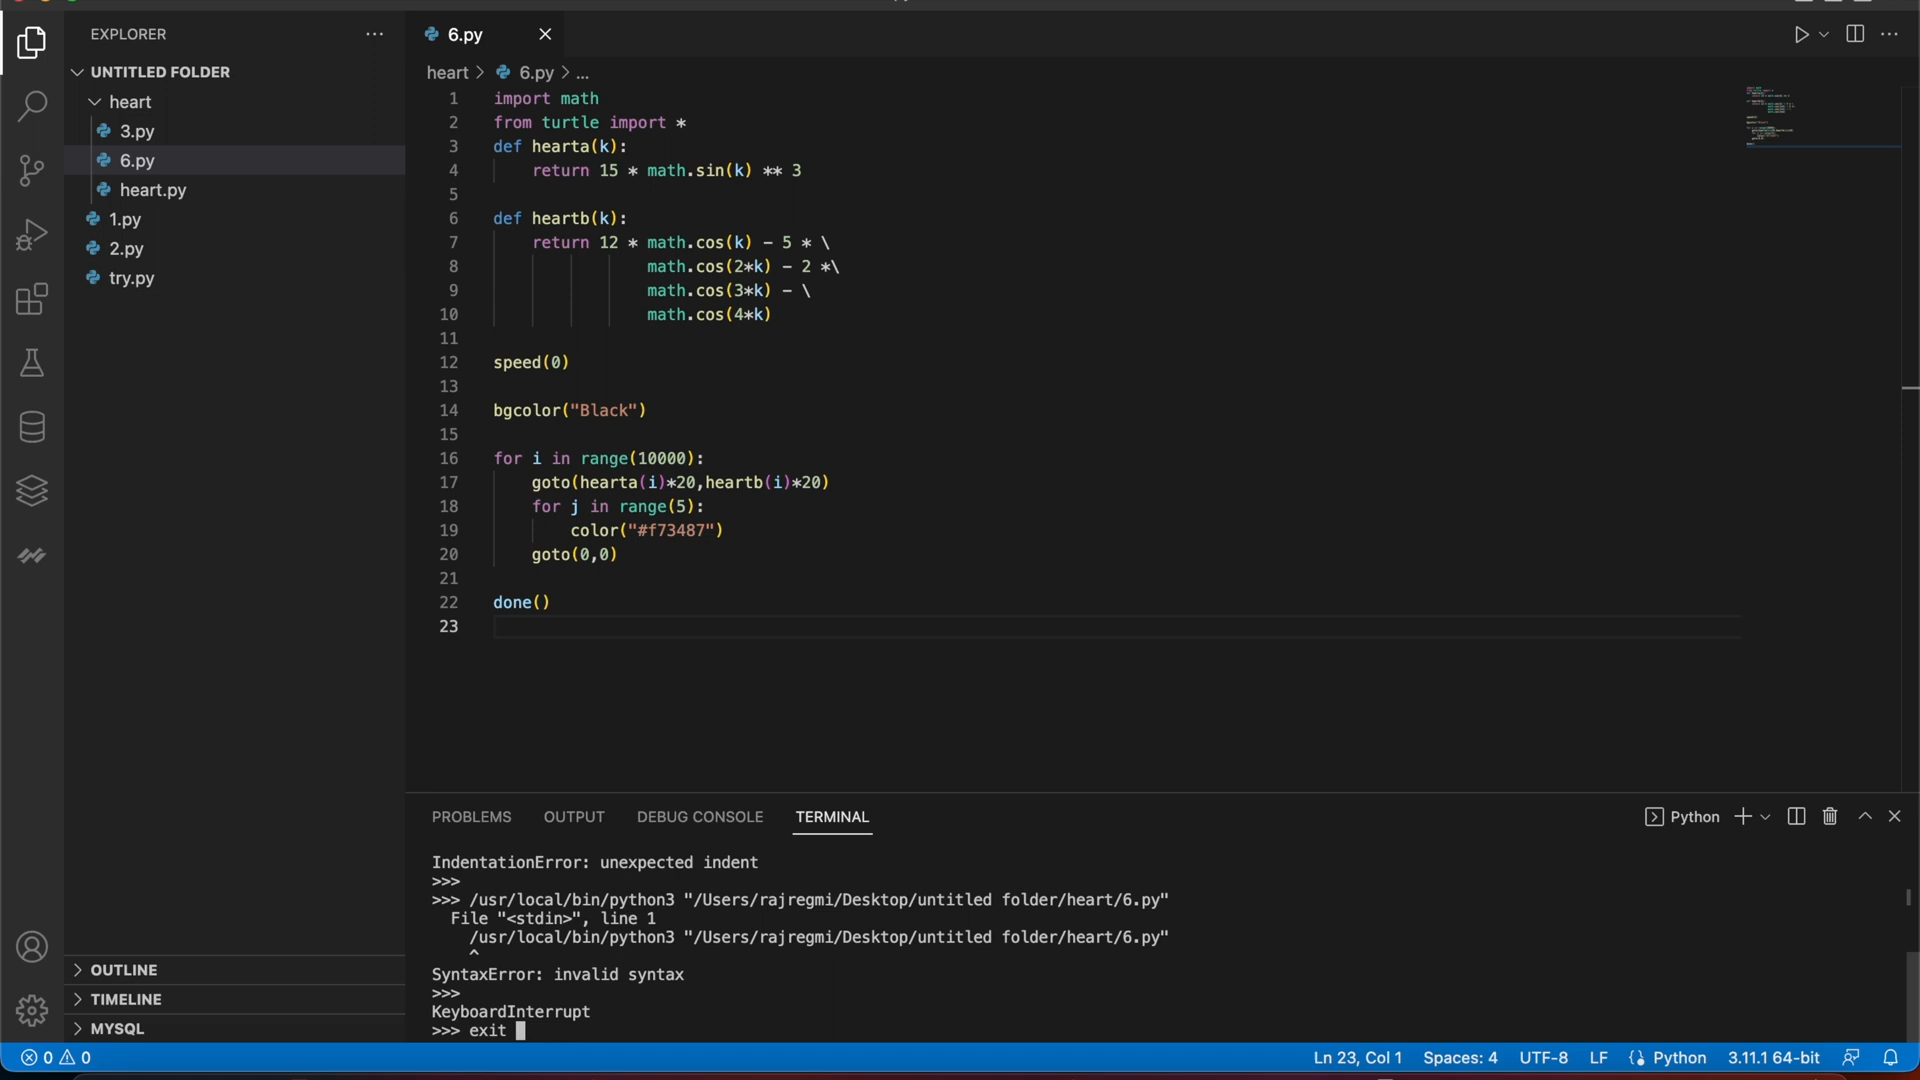 EXPLORER
UNTITLED FOLDER
heart
3.py
6.py
heart.py
1.py
2.py
try.py
OUTLINE
TIMELINE
MYSQL
6.py
heart > 6.py > ...
1 import math
2 from turtle import *
3 def hearta(k):
4 return 15 * math.sin(k) ** 3
5
6 def heartb(k):
7 return 12 * math.cos(k) - 5 * \
8 math.cos(2*k) - 2 *\
9 math.cos(3*k) - \
10 math.cos(4*k)
11
12 speed(0)
13
14 bgcolor("Black")
15
16 for i in range(10000):
17 goto(hearta(i)*20,heartb(i)*20)
18 for j in range(5):
19 color("#f73487")
20 goto(0,0)
21
22 done()
23
PROBLEMS OUTPUT DEBUG CONSOLE TERMINAL Python
IndentationError: unexpected indent
>>>
>>> /usr/local/bin/python3 "/Users/rajregmi/Desktop/untitled folder/heart/6.py"
File "<stdin>", line 1
/usr/local/bin/python3 "/Users/rajregmi/Desktop/untitled folder/heart/6.py"
^
SyntaxError: invalid syntax
>>>
KeyboardInterrupt
>>> exit
0 0 Ln 23, Col 1 Spaces: 4 UTF-8 LF Python 3.11.1 64-bit